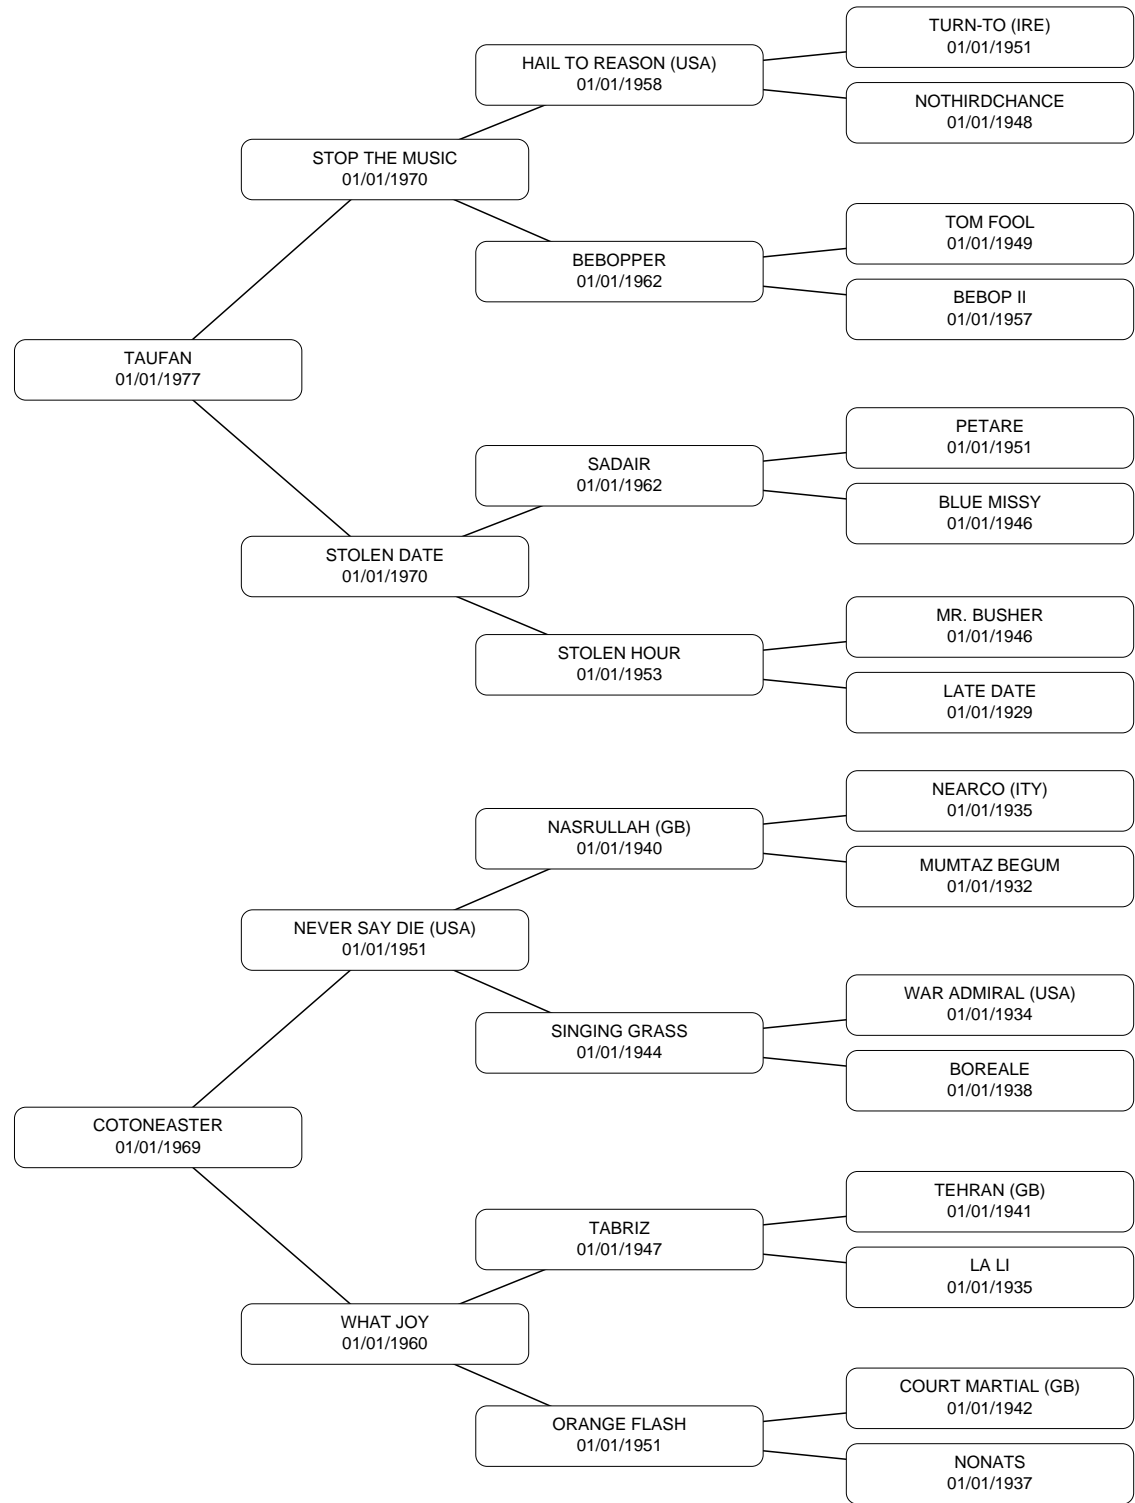 TURN-TO (IRE)
01/01/1951
HAIL TO REASON (USA)
01/01/1958
NOTHIRDCHANCE
01/01/1948
STOP THE MUSIC
01/01/1970
TOM FOOL
01/01/1949
BEBOPPER
01/01/1962
BEBOP II
01/01/1957
TAUFAN
01/01/1977
PETARE
01/01/1951
SADAIR
01/01/1962
BLUE MISSY
01/01/1946
STOLEN DATE
01/01/1970
MR. BUSHER
01/01/1946
STOLEN HOUR
01/01/1953
LATE DATE
01/01/1929
NEARCO (ITY)
01/01/1935
NASRULLAH (GB)
01/01/1940
MUMTAZ BEGUM
01/01/1932
NEVER SAY DIE (USA)
01/01/1951
WAR ADMIRAL (USA)
01/01/1934
SINGING GRASS
01/01/1944
BOREALE
01/01/1938
COTONEASTER
01/01/1969
TEHRAN (GB)
01/01/1941
TABRIZ
01/01/1947
LA LI
01/01/1935
WHAT JOY
01/01/1960
COURT MARTIAL (GB)
01/01/1942
ORANGE FLASH
01/01/1951
NONATS
01/01/1937